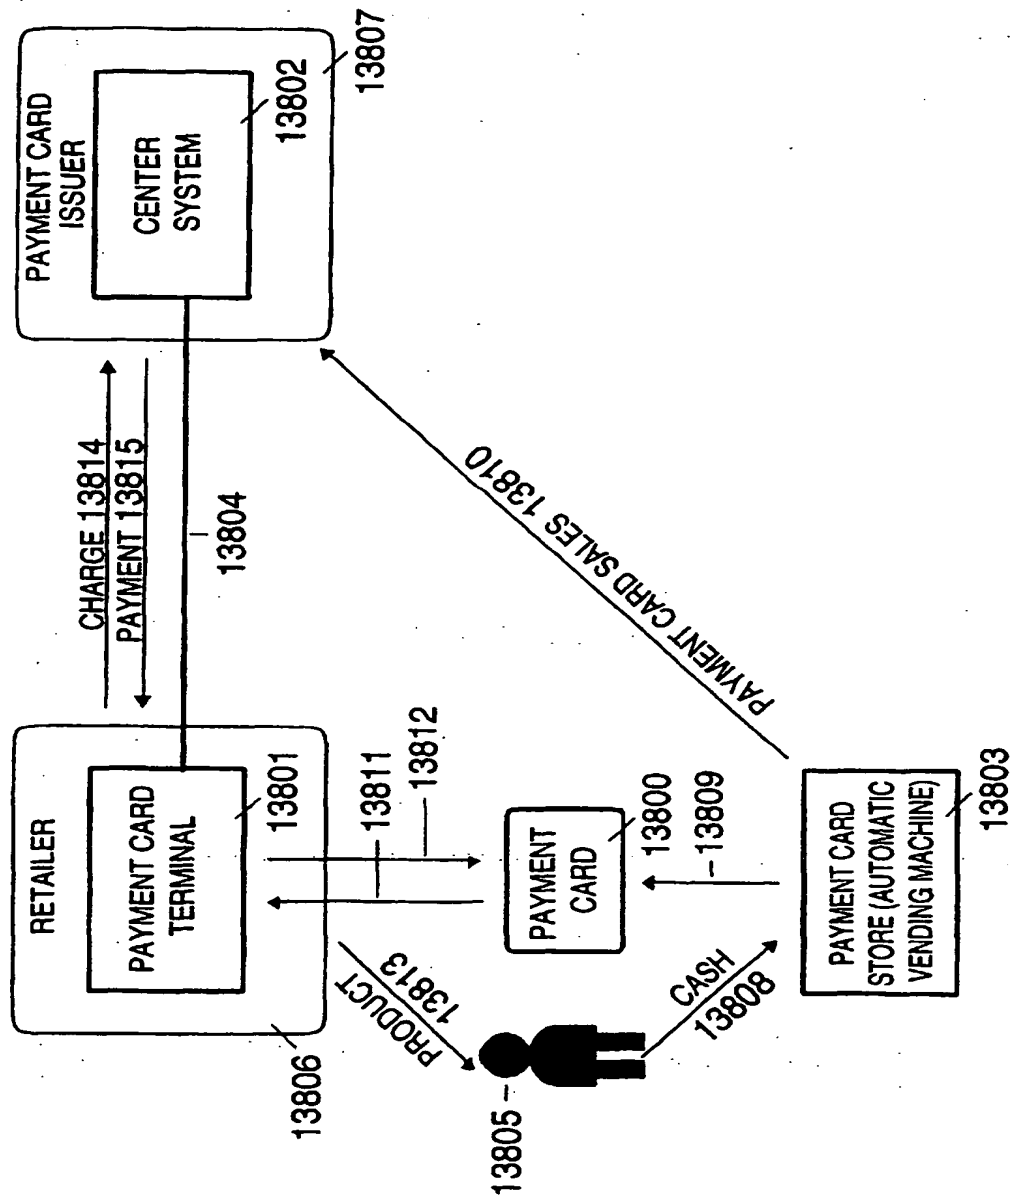 RETAILER
PAYMENT CARD
TERMINAL
13801
13806
CHARGE 13814
PAYMENT 13815
13804
PAYMENT CARD
ISSUER
CENTER
SYSTEM
13802
13807
13811
13812
PRODUCT
13813
13805
PAYMENT
CARD
13800
13809
CASH
13808
PAYMENT CARD
STORE (AUTOMATIC
VENDING MACHINE)
13803
PAYMENT CARD SALES 13810